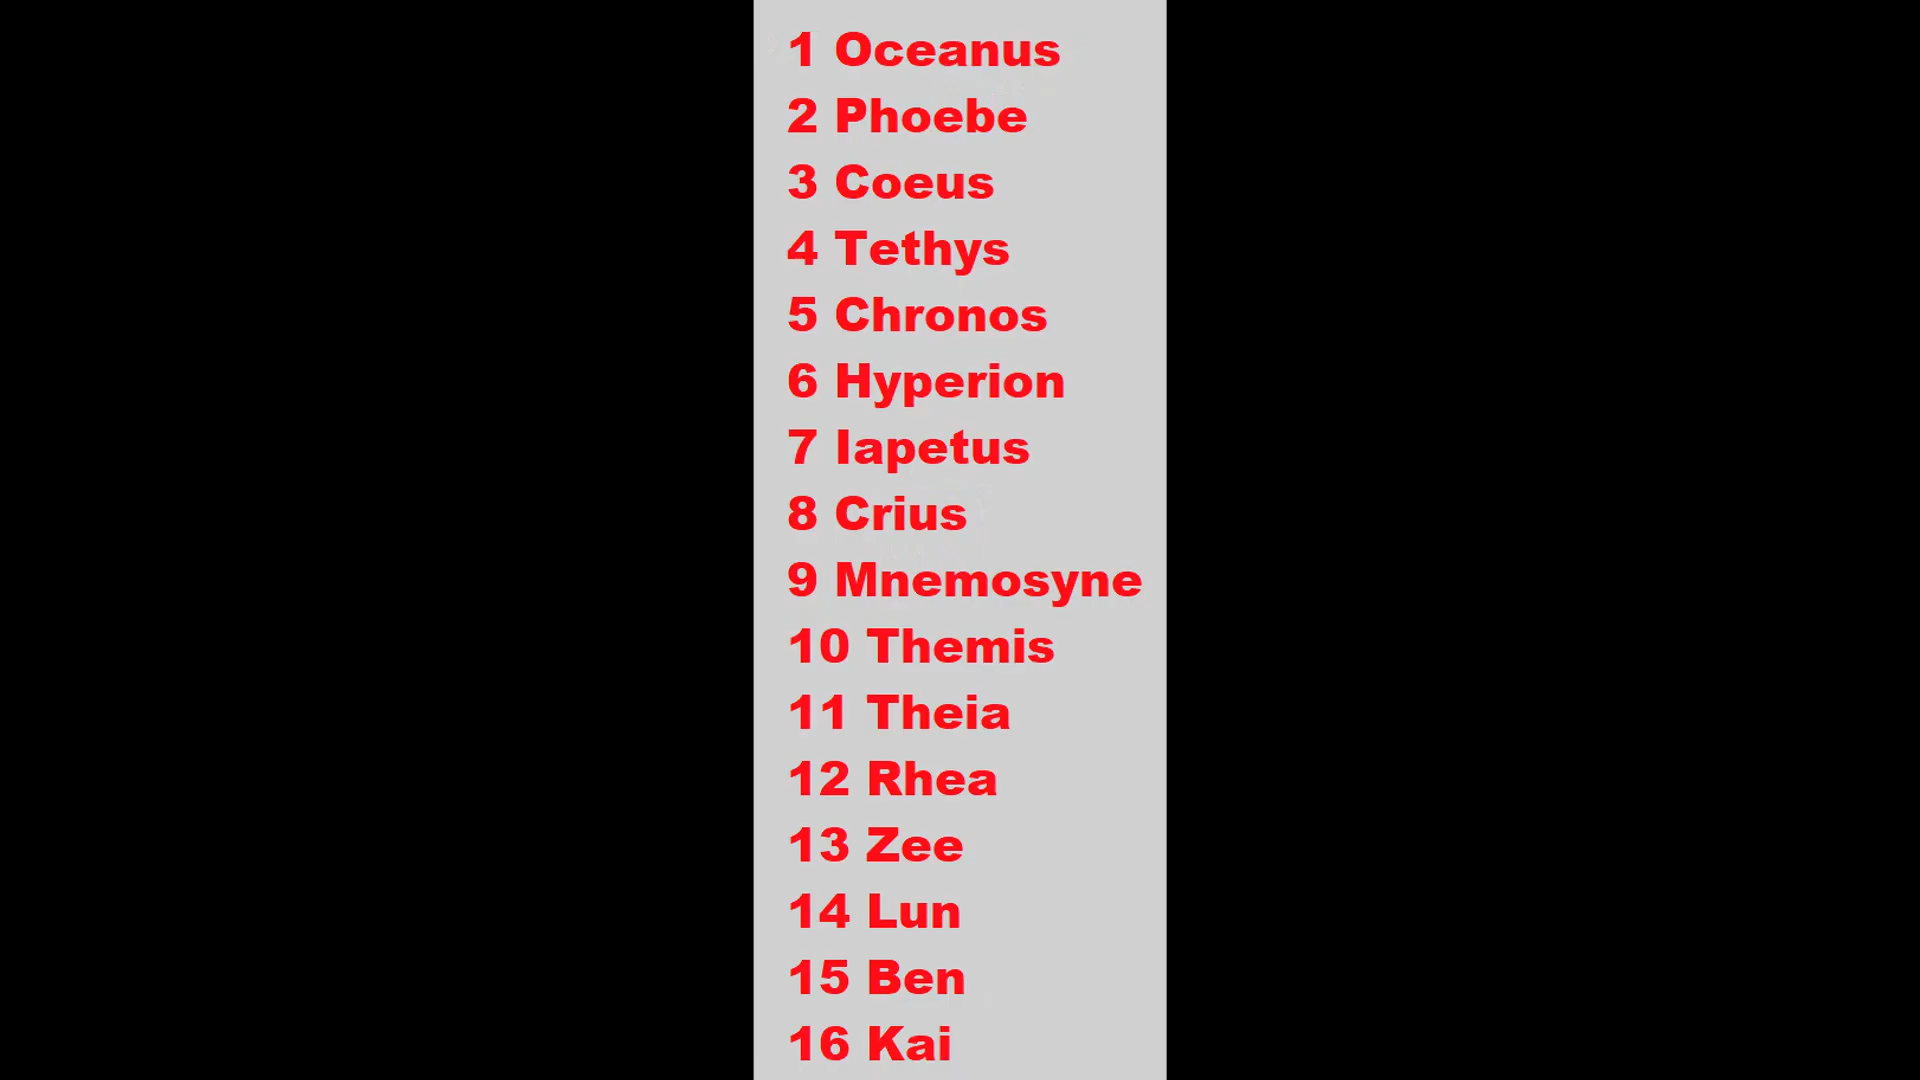 1 Oceanus
2 Phoebe
3 Coeus
4 Tethys
5 Chronos
6 Hyperion
7 Iapetus
8 Crius
9 Mnemosyne
10 Themis
11 Theia
12 Rhea
13 Zee
14 Lun
15 Ben
16 Kai